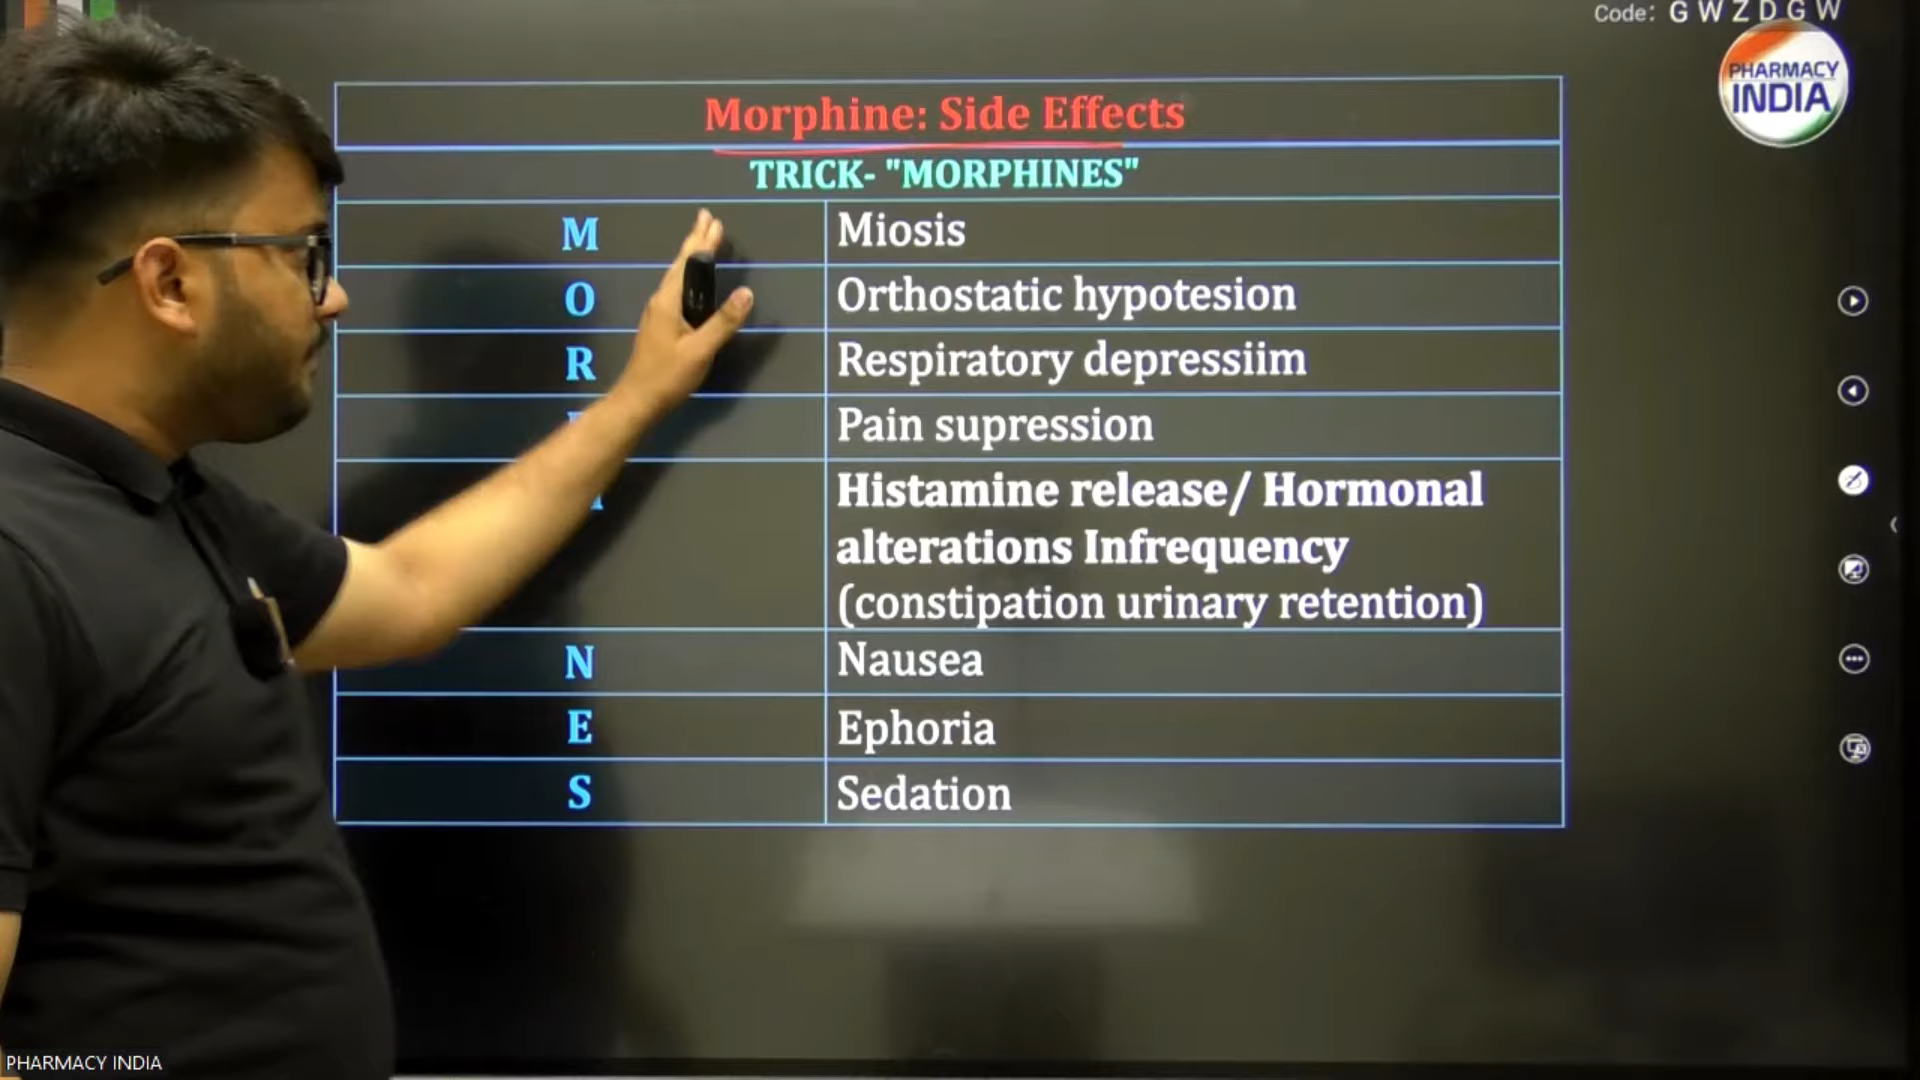 Code: GWZDGW
PHARMACY
INDIA
Morphine: Side Effects
TRICK- "MORPHINES"
M Miosis
O Orthostatic hypotesion
R Respiratory depressiim
Pain supression
Histamine release/ Hormonal
alterations Infrequency
(constipation urinary retention)
N Nausea
E Ephoria
S Sedation
PHARMACY INDIA